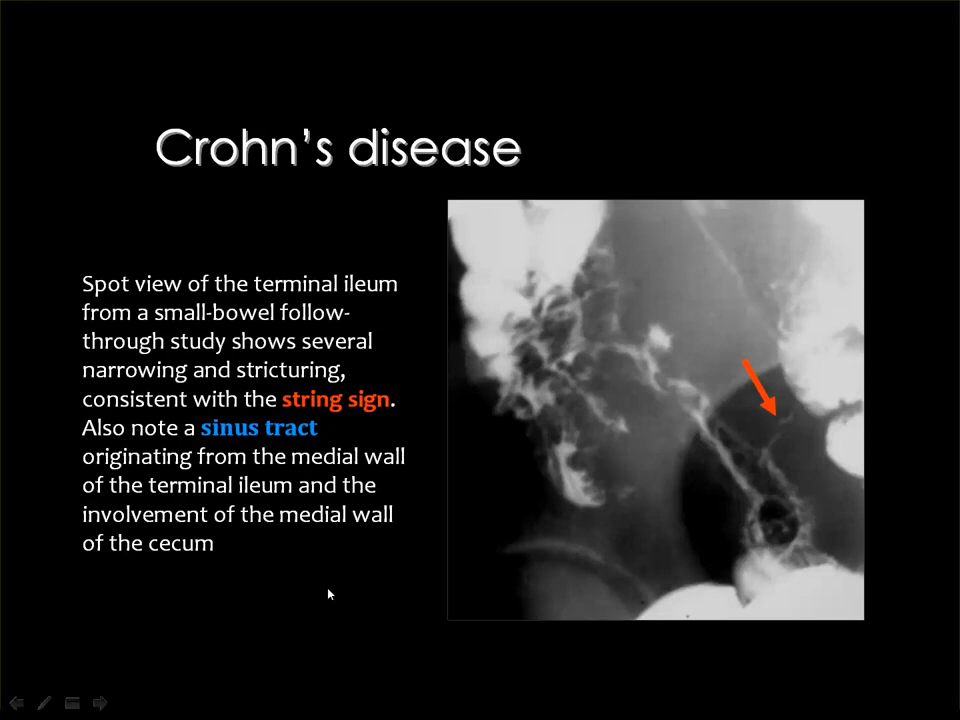 Crohn’s disease
Spot view of the terminal ileum
from a small-bowel follow-
through study shows several
narrowing and stricturing,
consistent with the string sign.
Also note a sinus tract
originating from the medial wall
of the terminal ileum and the
involvement of the medial wall
of the cecum